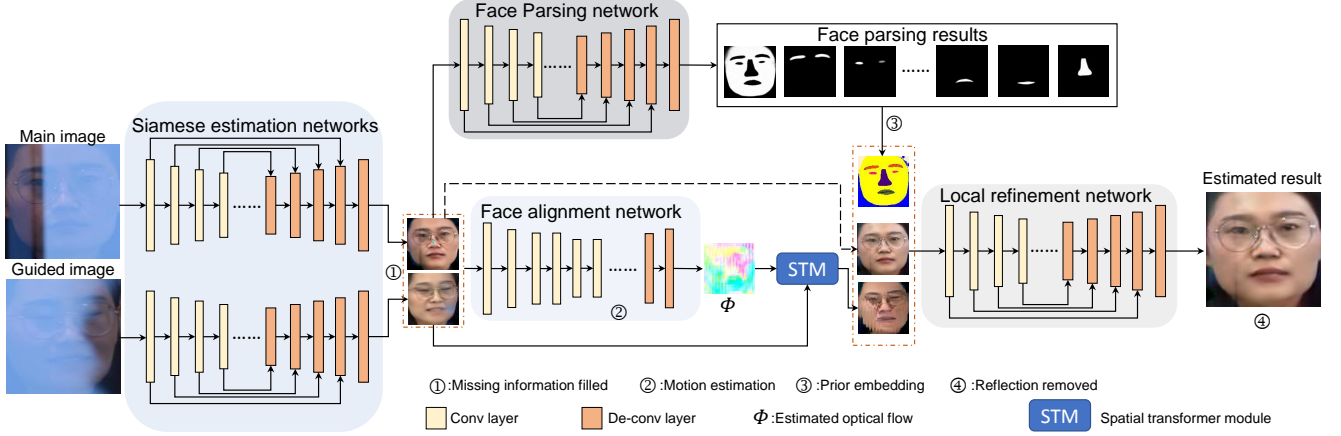 Face Parsing network
Face parsing results
......
......
③
Siamese estimation networks
Main image
......
Guided image
......
①
Face alignment network
......
②
Φ
STM
Local refinement network
......
Estimated result
④
①:Missing information filled ②:Motion estimation ③:Prior embedding ④:Reflection removed
Conv layer De-conv layer Φ:Estimated optical flow STM Spatial transformer module